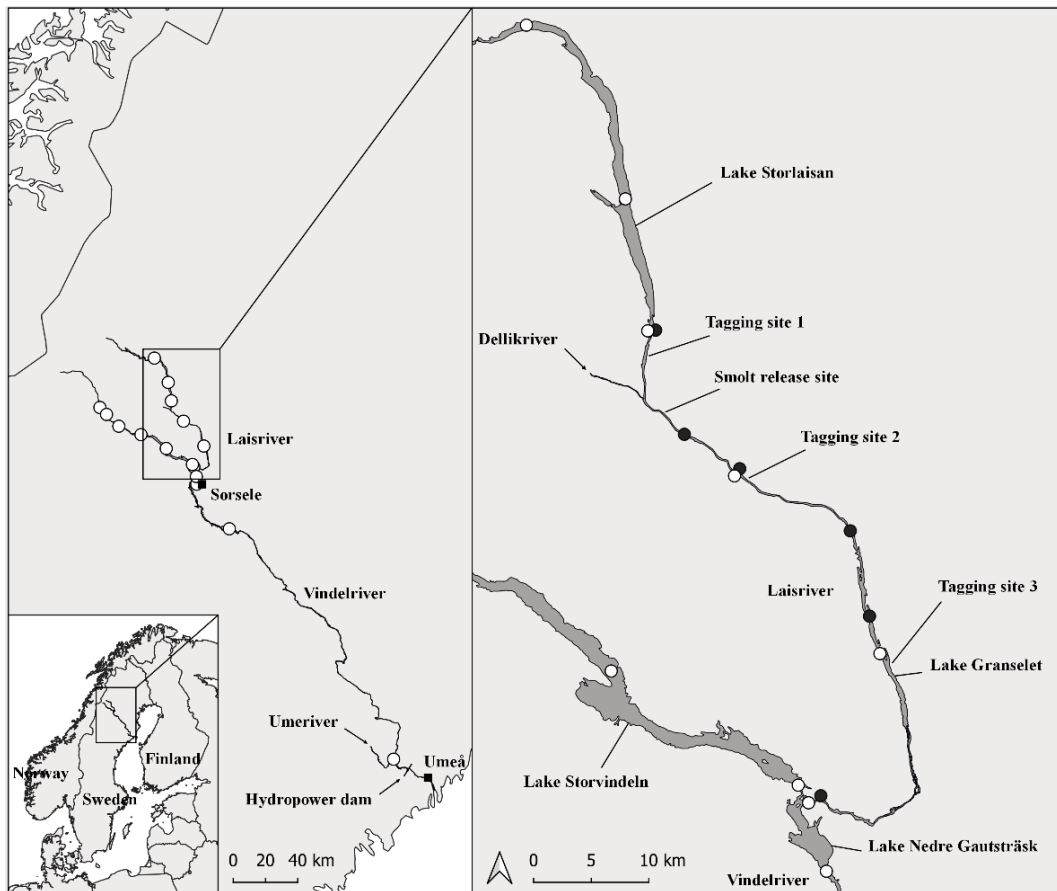 Laisriver
Sorsele
Vindelriver
Umeriver
Umeå
Hydropower dam
0 20 40 km
Norway
Sweden
Finland
Lake Storlaisan
Tagging site 1
Dellikriver
Smolt release site
Tagging site 2
Laisriver
Tagging site 3
Lake Granselet
Lake Storvindeln
Lake Nedre Gautsträsk
Vindelriver
0 5 10 km